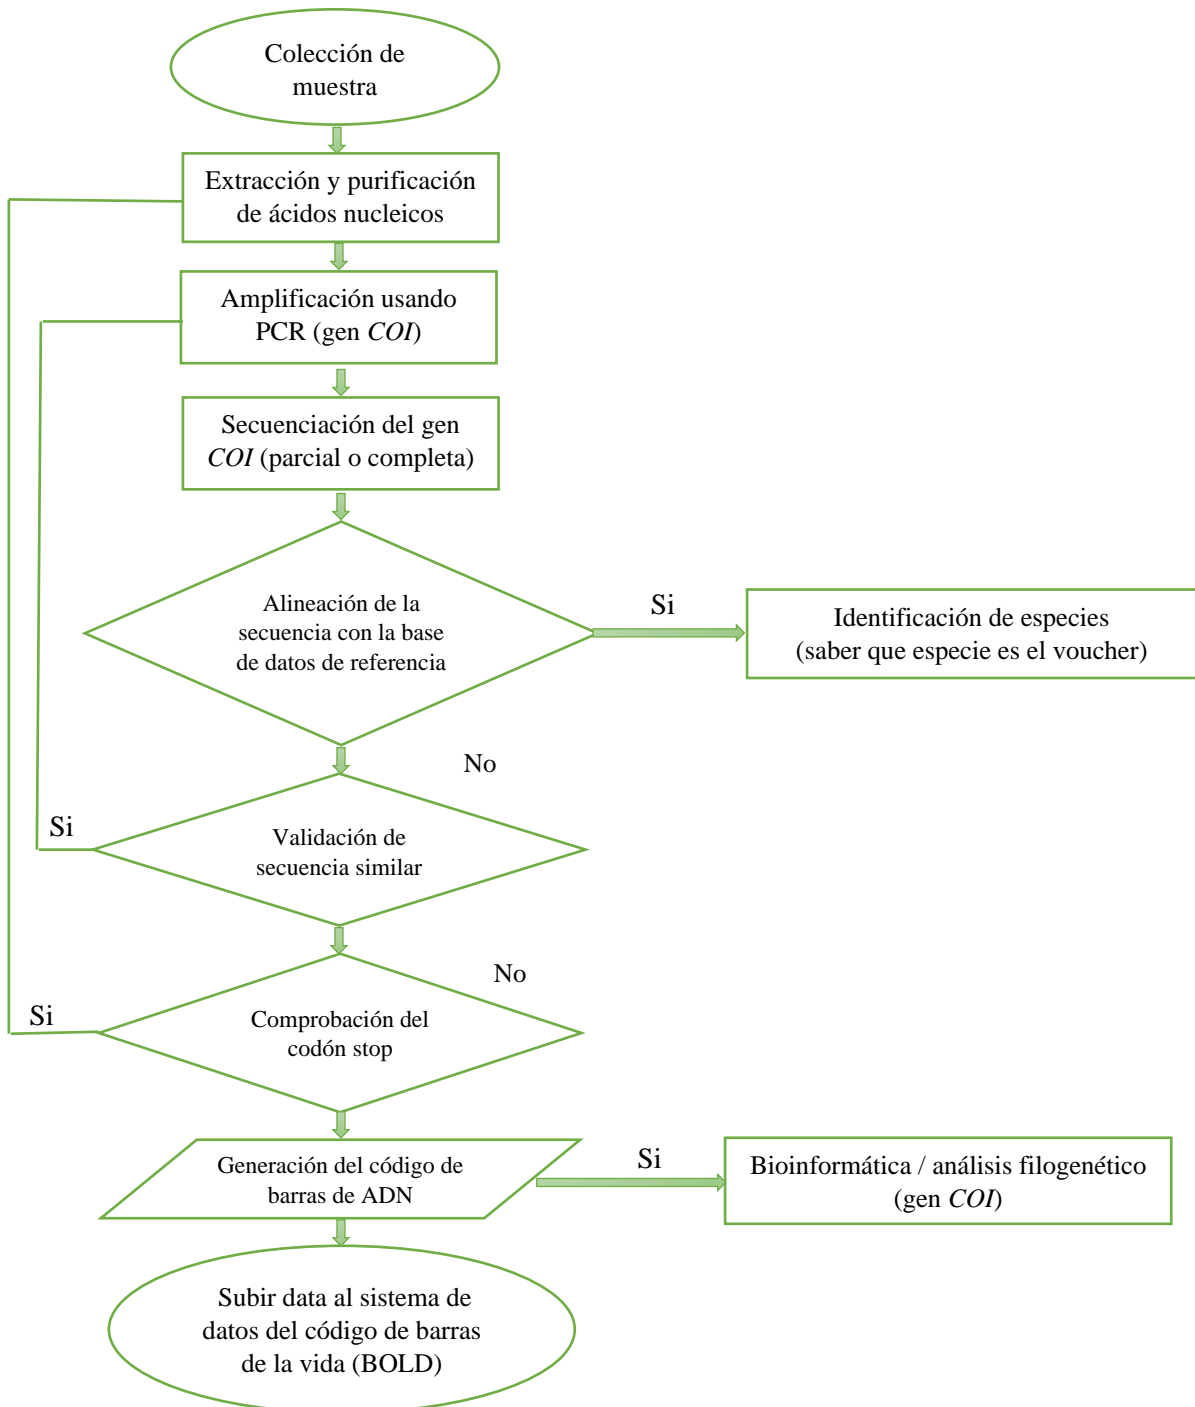 Colección de
muestra
Extracción y purificación
de ácidos nucleicos
Amplificación usando
PCR (gen COI)
Secuenciación del gen
COI (parcial o completa)
Alineación de la
secuencia con la base
de datos de referencia
Si
Identificación de especies
(saber que especie es el voucher)
No
Si
Validación de
secuencia similar
No
Si
Comprobación del
codón stop
Generación del código de
barras de ADN
Si
Bioinformática / análisis filogenético
(gen COI)
Subir data al sistema de
datos del código de barras
de la vida (BOLD)